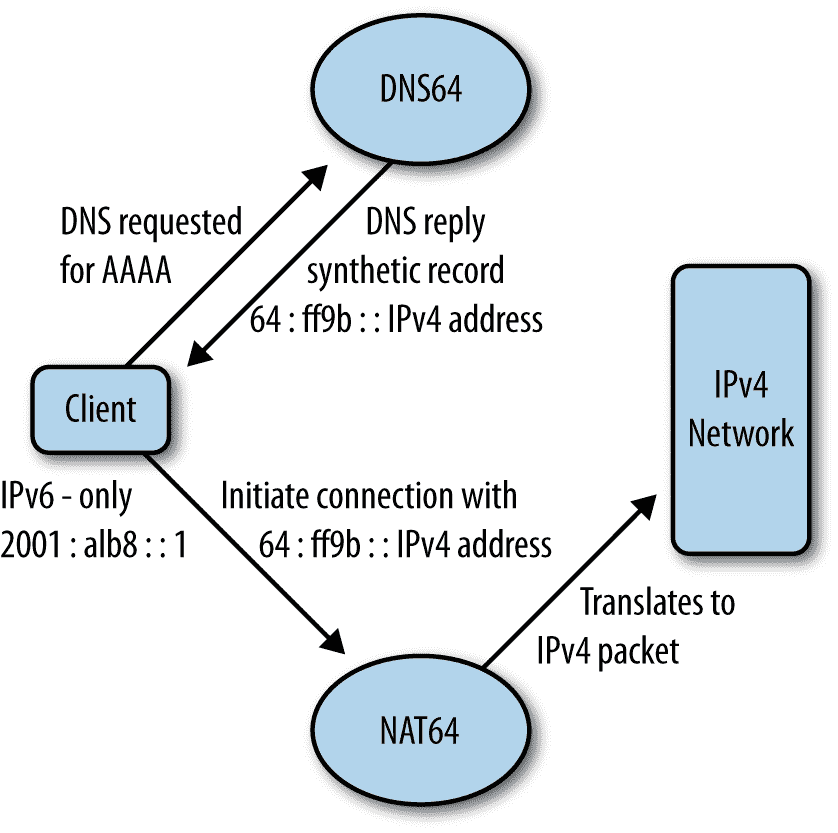 DNS64
DNS requested
for AAAA
DNS reply
synthetic record
64 : ff9b : : IPv4 address
Client
IPv6 - only
2001 : alb8 : : 1
Initiate connection with
64 : ff9b : : IPv4 address
IPv4
Network
Translates to
IPv4 packet
NAT64